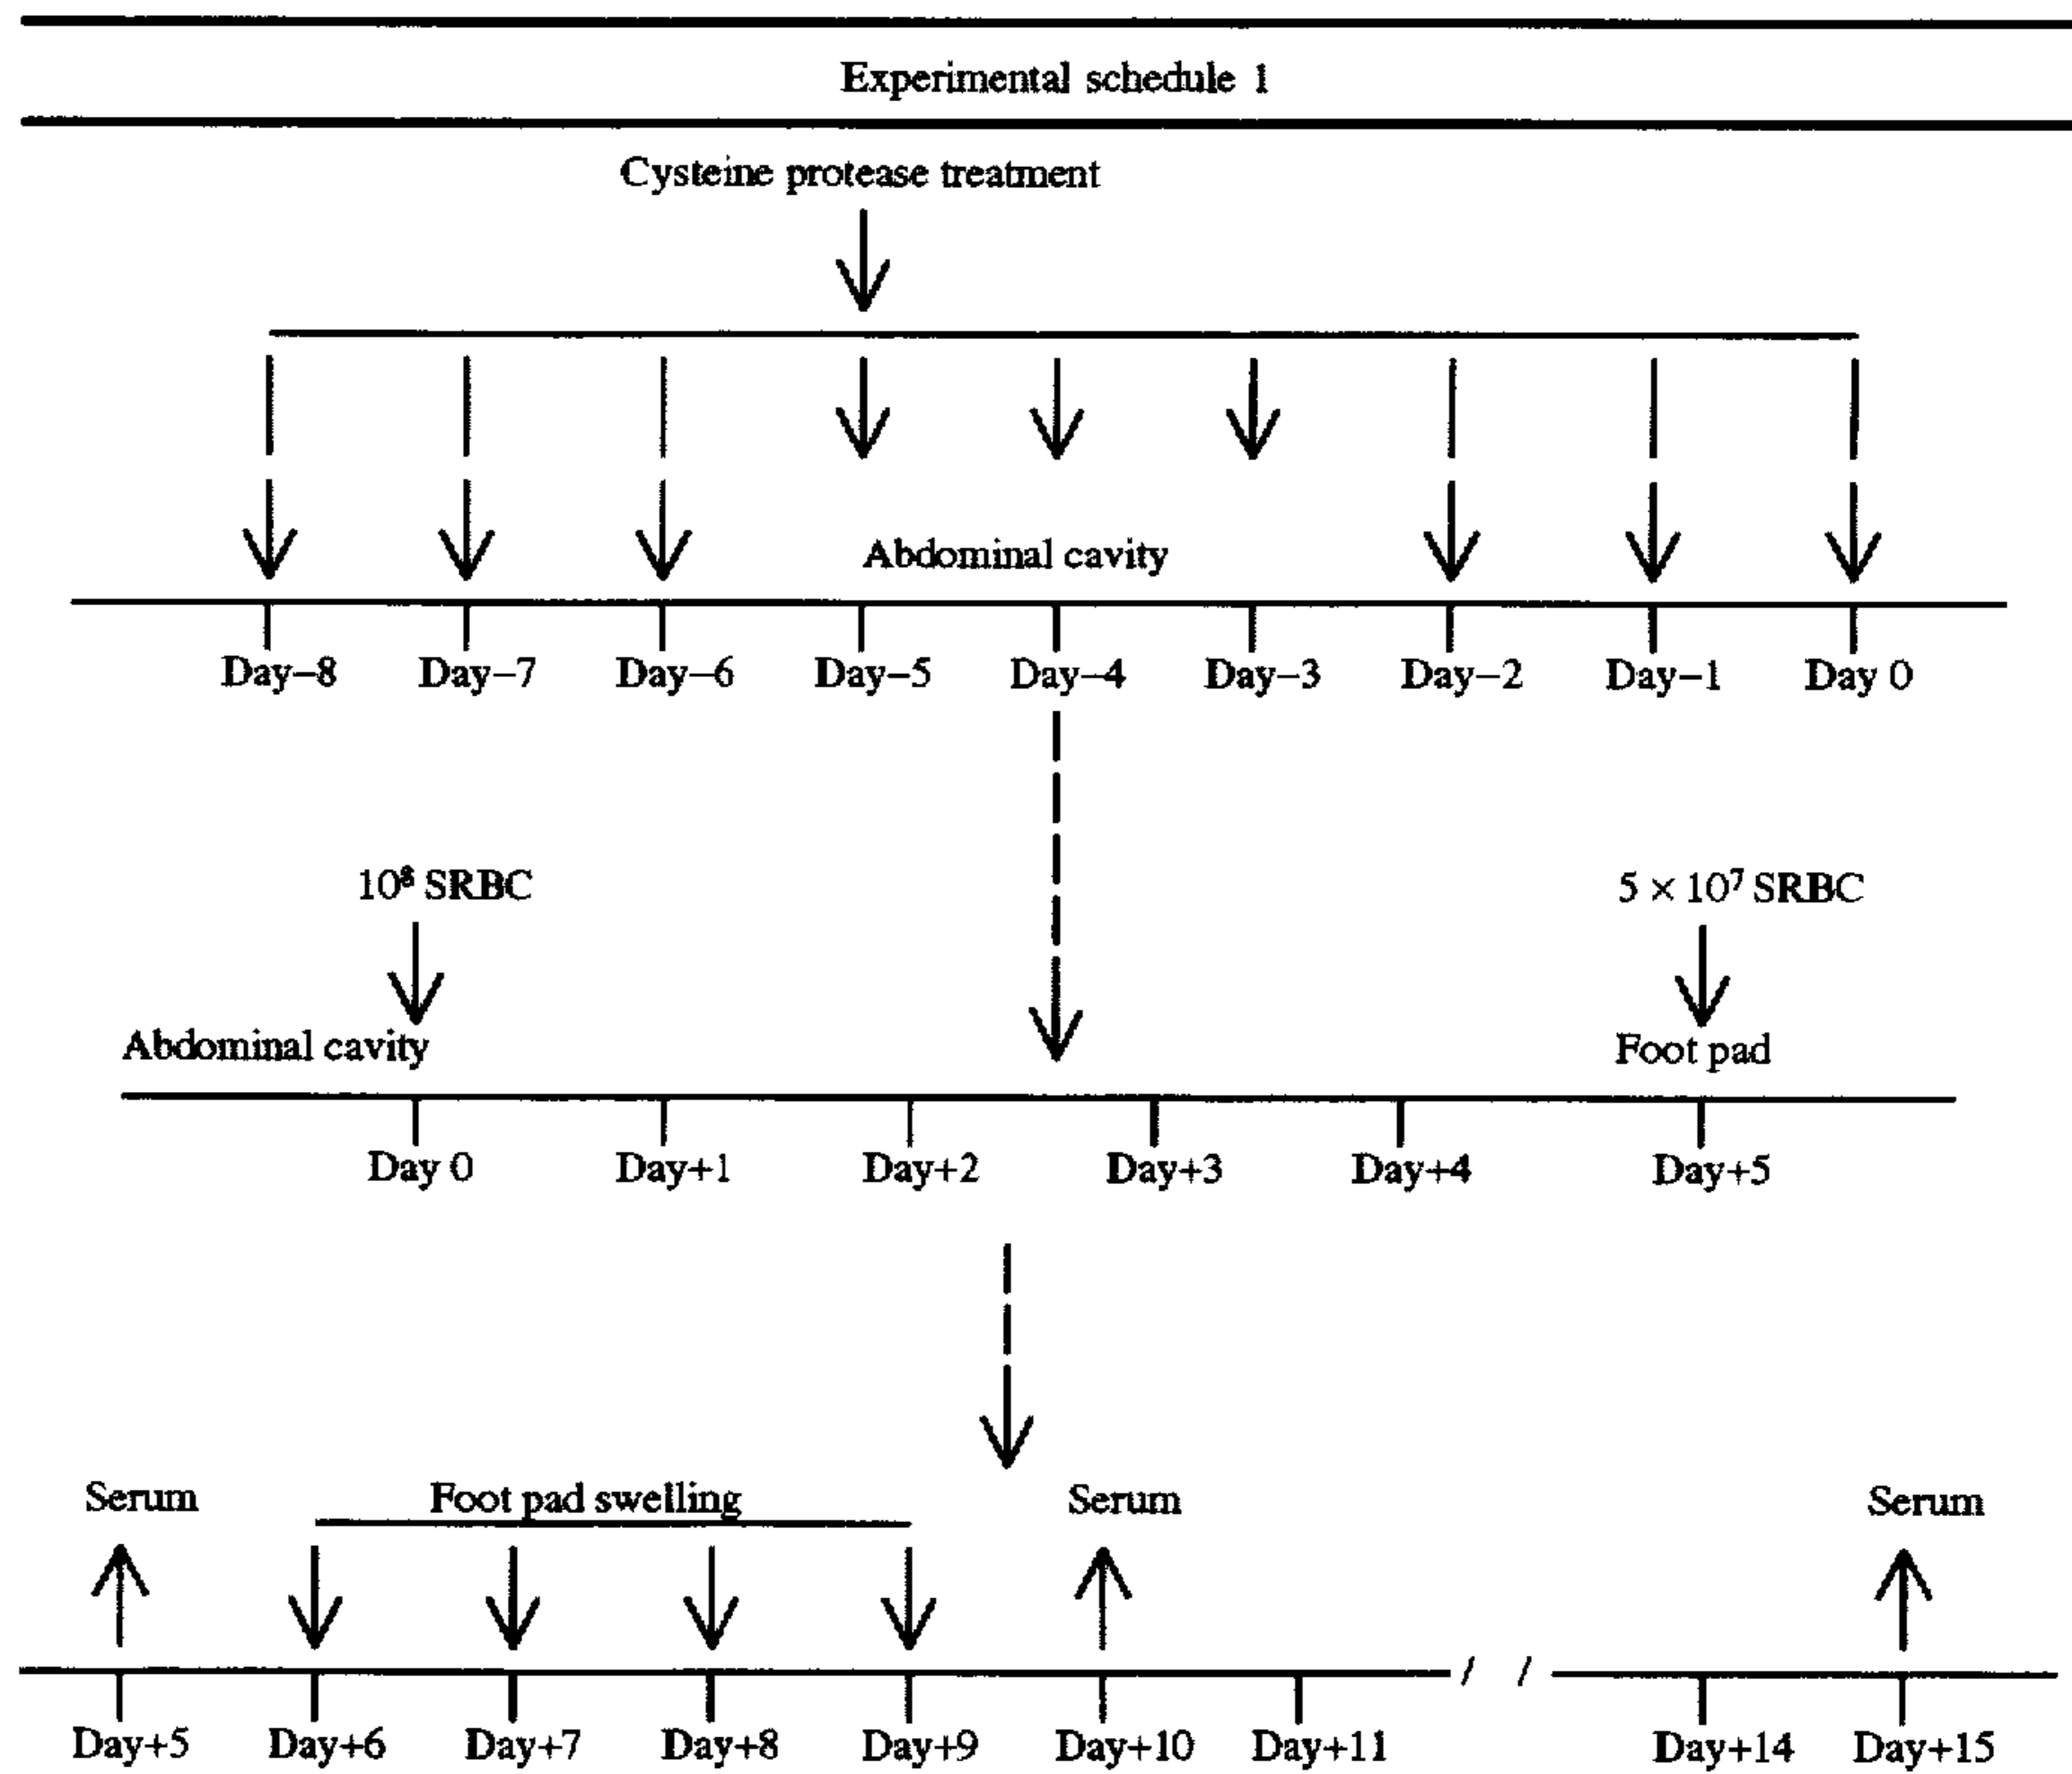 Experimental schedule 1
Cysteine protease treatment
Abdominal cavity
Day–8 Day–7 Day–6 Day–5 Day–4 Day–3 Day–2 Day–1 Day 0
10⁸ SRBC 5 × 10⁷ SRBC
Abdominal cavity Foot pad
Day 0 Day+1 Day+2 Day+3 Day+4 Day+5
Serum Foot pad swelling Serum Serum
/ /
Day+5 Day+6 Day+7 Day+8 Day+9 Day+10 Day+11 Day+14 Day+15